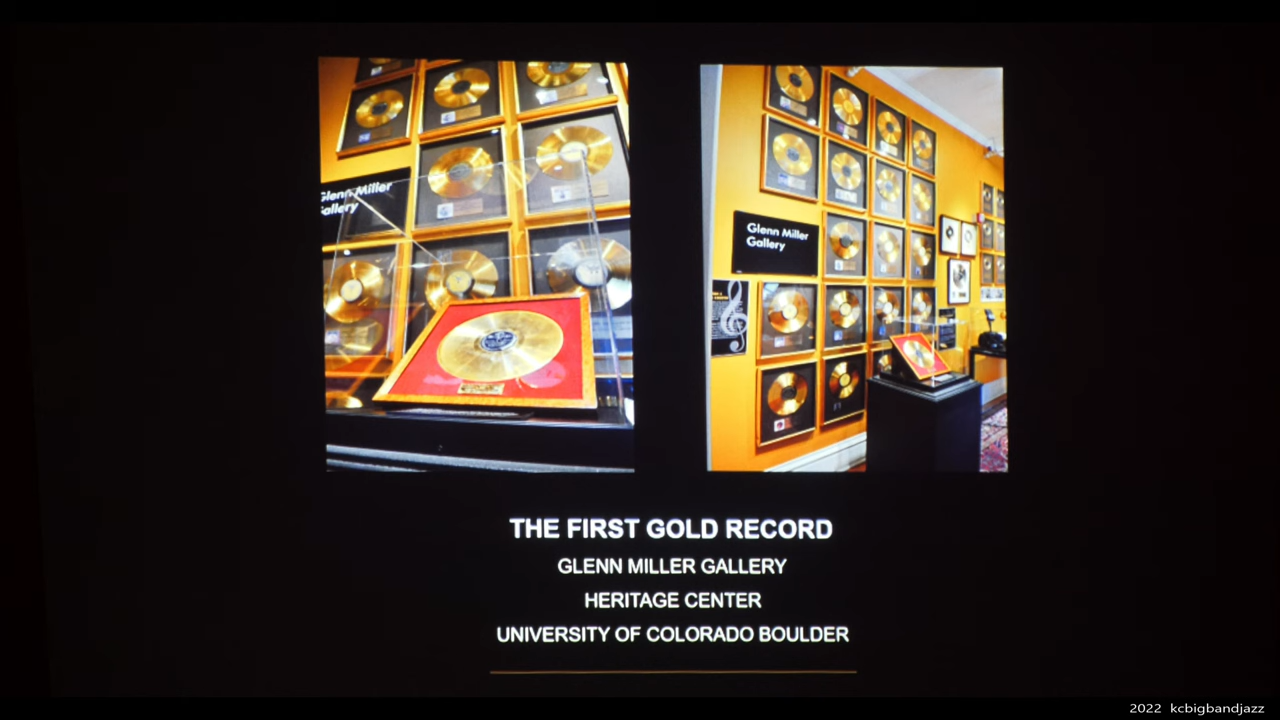 Glenn Miller
Gallery
Glenn Miller
Gallery
THE FIRST GOLD RECORD
GLENN MILLER GALLERY
HERITAGE CENTER
UNIVERSITY OF COLORADO BOULDER
2022 kcbigbandjazz